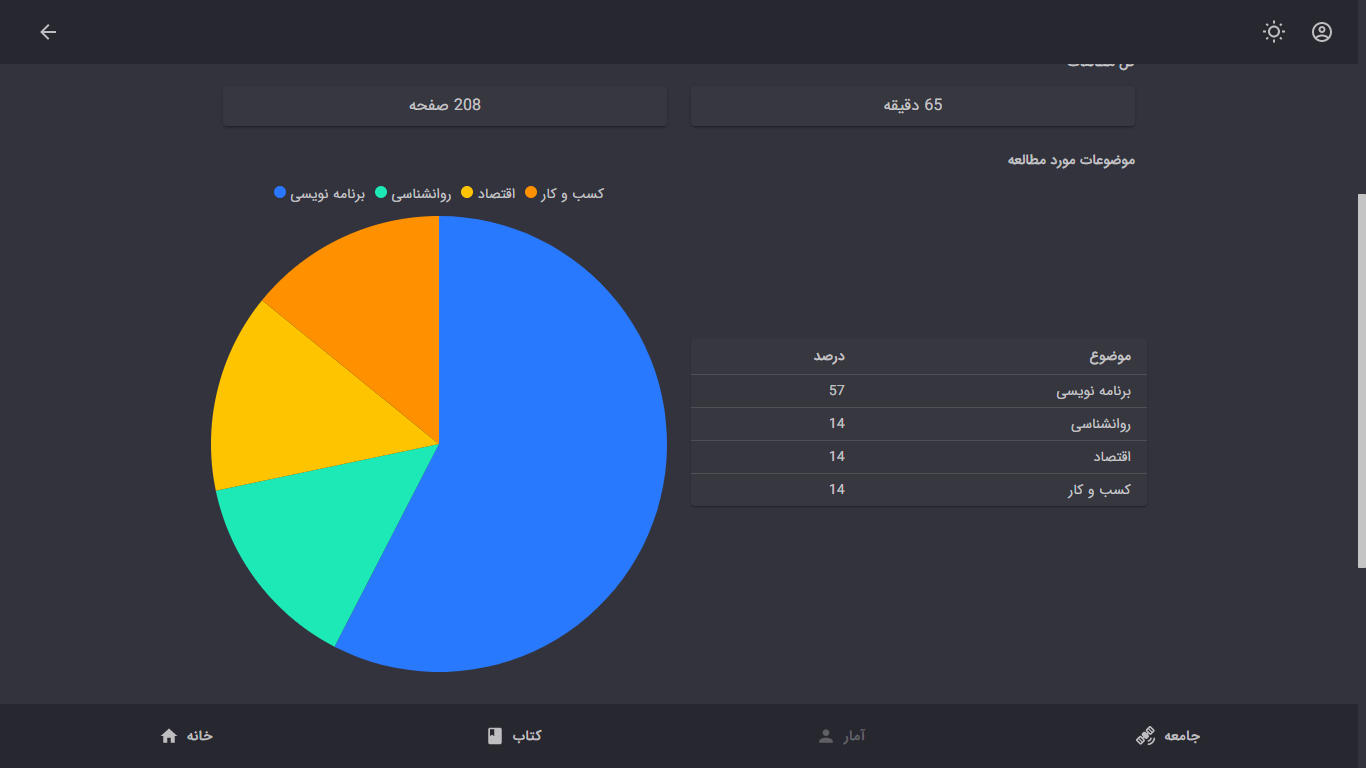 65 دقیقه
208 صفحه
موضوعات مورد مطالعه
برنامه نویسی روانشناسی اقتصاد کسب و کار
موضوع درصد
برنامه نویسی 57
روانشناسی 14
اقتصاد 14
کسب و کار 14
جامعه آمار کتاب خانه